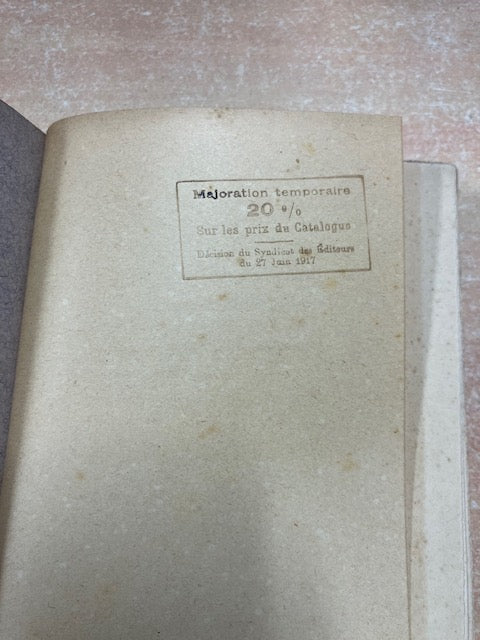 Majoration temporaire
20 %
Sur les prix du Catalogue
Décision du Syndicat des Éditeurs
du 27 Juin 1917